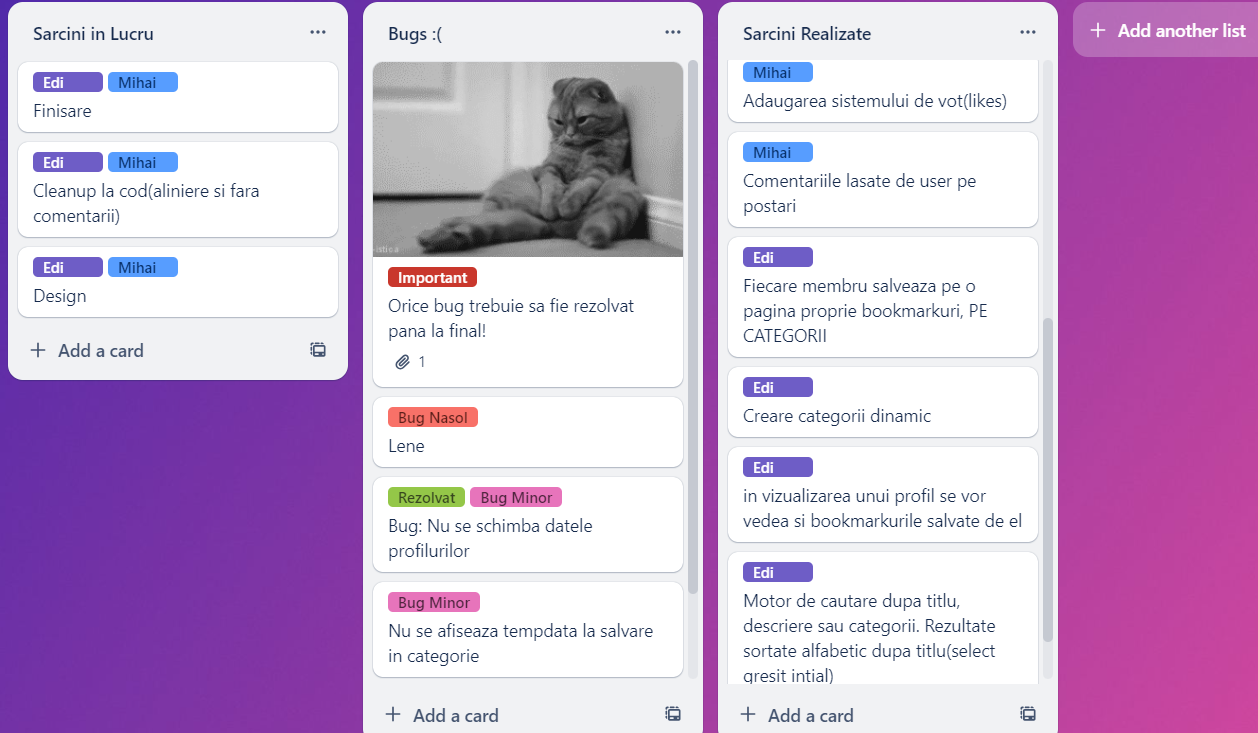 Sarcini in Lucru
Edi Mihai
Finisare
Edi Mihai
Cleanup la cod(aliniere si fara
comentarii)
Edi Mihai
Design
Add a card
Bugs :(
Important
Orice bug trebuie sa fie rezolvat
pana la final!
1
Bug Nasol
Lene
Rezolvat Bug Minor
Bug: Nu se schimba datele
profilurilor
Bug Minor
Nu se afiseaza tempdata la salvare
in categorie
Add a card
Sarcini Realizate
Mihai
Adaugarea sistemului de vot(likes)
Mihai
Comentariile lasate de user pe
postari
Edi
Fiecare membru salveaza pe o
pagina proprie bookmarkuri, PE
CATEGORII
Edi
Creare categorii dinamic
Edi
in vizualizarea unui profil se vor
vedea si bookmarkurile salvate de el
Edi
Motor de cautare dupa titlu,
descriere sau categorii. Rezultate
sortate alfabetic dupa titlu(select
gresit intial)
Add a card
Add another list